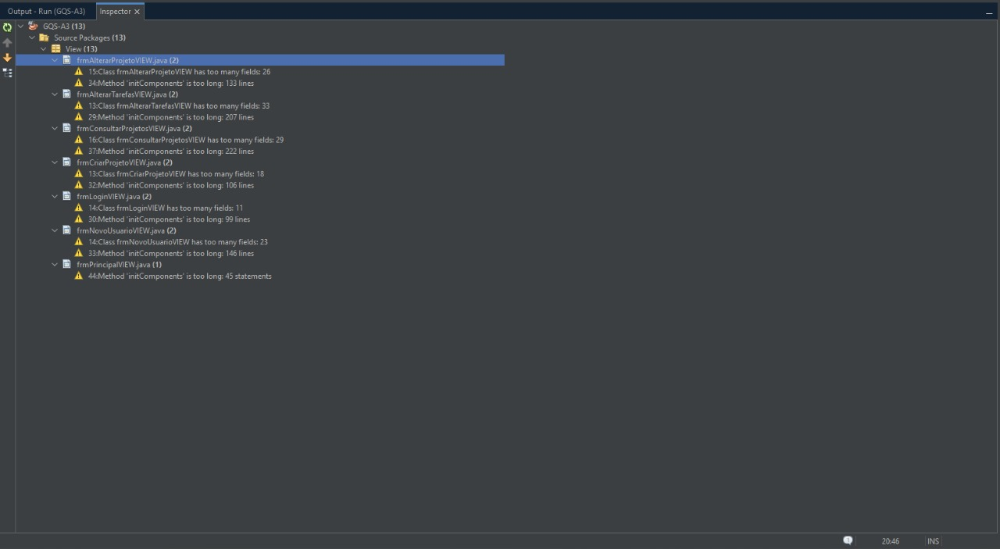 Output - Run (GQS-A3)
Inspector
GQS-A3 (13)
Source Packages (13)
View (13)
frmAlterarProjetoVIEW.java (2)
15:Class frmAlterarProjetoVIEW has too many fields: 26
34:Method 'initComponents' is too long: 133 lines
frmAlterarTarefasVIEW.java (2)
13:Class frmAlterarTarefasVIEW has too many fields: 33
29:Method 'initComponents' is too long: 207 lines
frmConsultarProjetosVIEW.java (2)
16:Class frmConsultarProjetosVIEW has too many fields: 29
37:Method 'initComponents' is too long: 222 lines
frmCriarProjetoVIEW.java (2)
13:Class frmCriarProjetoVIEW has too many fields: 18
32:Method 'initComponents' is too long: 106 lines
frmLoginVIEW.java (2)
14:Class frmLoginVIEW has too many fields: 11
30:Method 'initComponents' is too long: 99 lines
frmNovoUsuarioVIEW.java (2)
14:Class frmNovoUsuarioVIEW has too many fields: 23
33:Method 'initComponents' is too long: 146 lines
frmPrincipalVIEW.java (1)
44:Method 'initComponents' is too long: 45 statements
20:46
INS